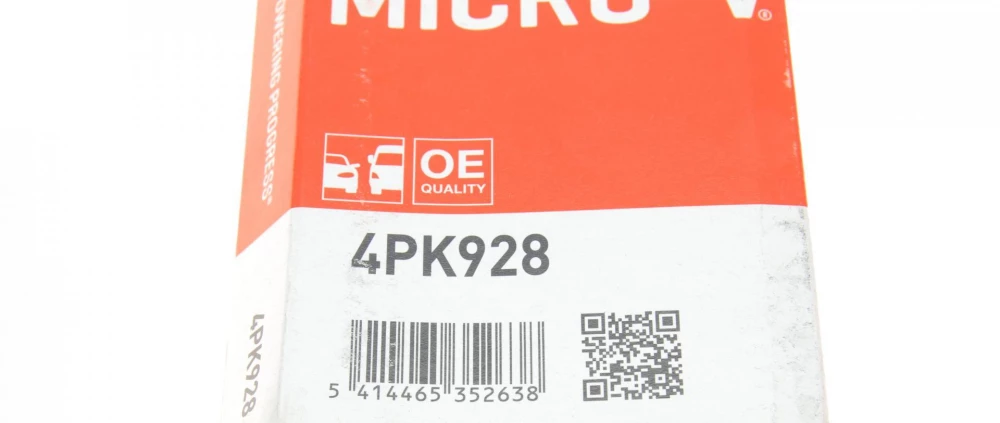 MICRO-V®
POWERING PROGRESS
OE
QUALITY
4PK928
5 414465 352638
4PK928